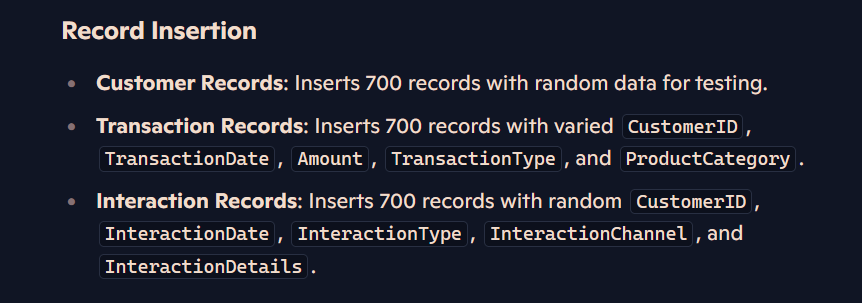 Record Insertion
• Customer Records: Inserts 700 records with random data for testing.
• Transaction Records: Inserts 700 records with varied CustomerID,
TransactionDate, Amount, TransactionType, and ProductCategory.
• Interaction Records: Inserts 700 records with random CustomerID,
InteractionDate, InteractionType, InteractionChannel, and
InteractionDetails.